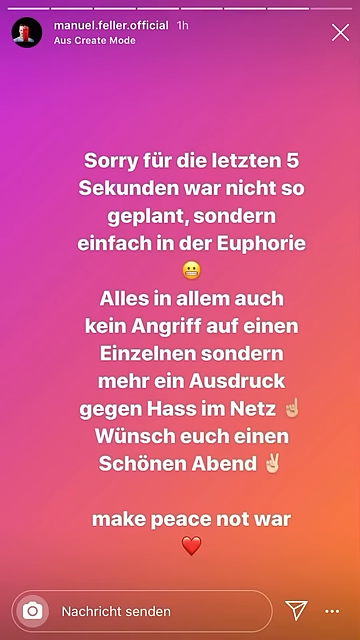 manuel.feller.official 1h
Aus Create Mode
Sorry für die letzten 5
Sekunden war nicht so
geplant, sondern
einfach in der Euphorie
😬
Alles in allem auch
kein Angriff auf einen
Einzelnen sondern
mehr ein Ausdruck
gegen Hass im Netz ☝🏼
Wünsch euch einen
Schönen Abend ✌🏼
make peace not war
❤️
Nachricht senden